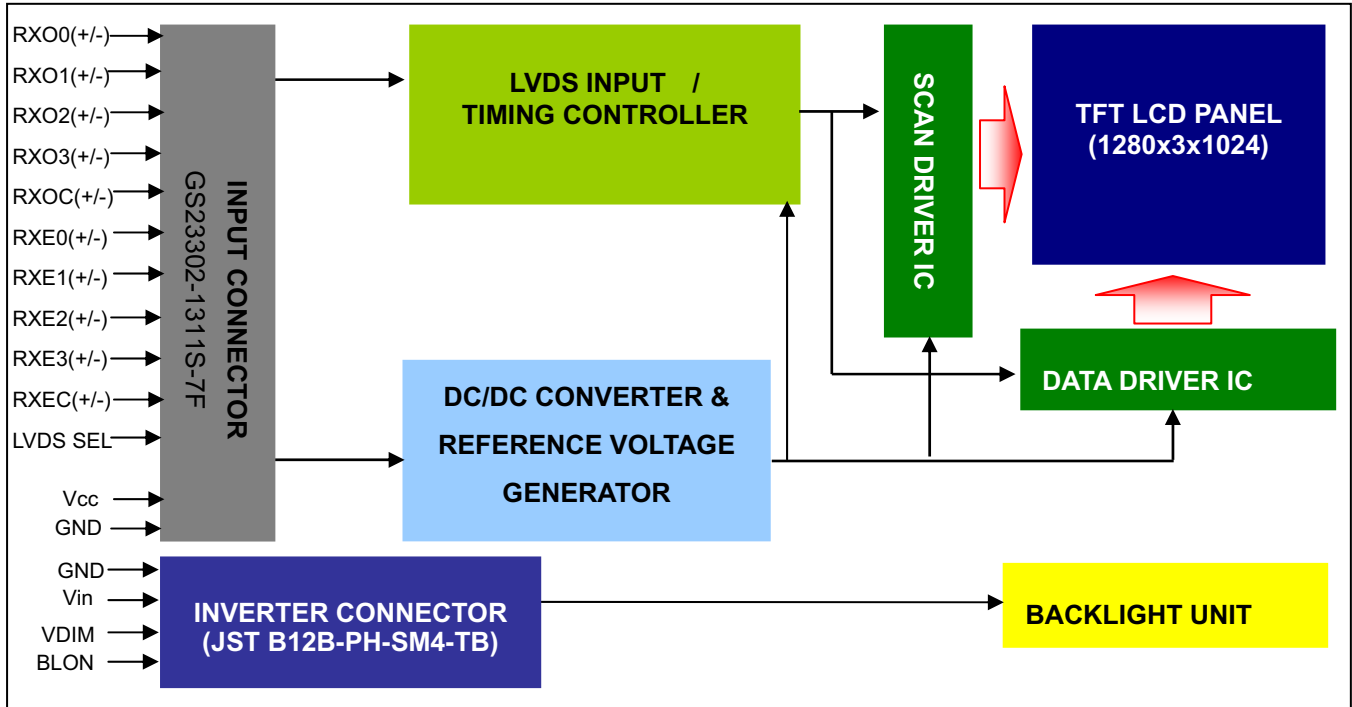 RXO0(+/-)
RXO1(+/-)
RXO2(+/-)
RXO3(+/-)
RXOC(+/-)
RXE0(+/-)
RXE1(+/-)
RXE2(+/-)
RXE3(+/-)
RXEC(+/-)
LVDS SEL
Vcc
GND
INPUT CONNECTOR
GS23302-1311S-7F
LVDS INPUT /
TIMING CONTROLLER
SCAN DRIVER IC
TFT LCD PANEL
(1280x3x1024)
DC/DC CONVERTER &
REFERENCE VOLTAGE
GENERATOR
DATA DRIVER IC
GND
Vin
VDIM
BLON
INVERTER CONNECTOR
(JST B12B-PH-SM4-TB)
BACKLIGHT UNIT